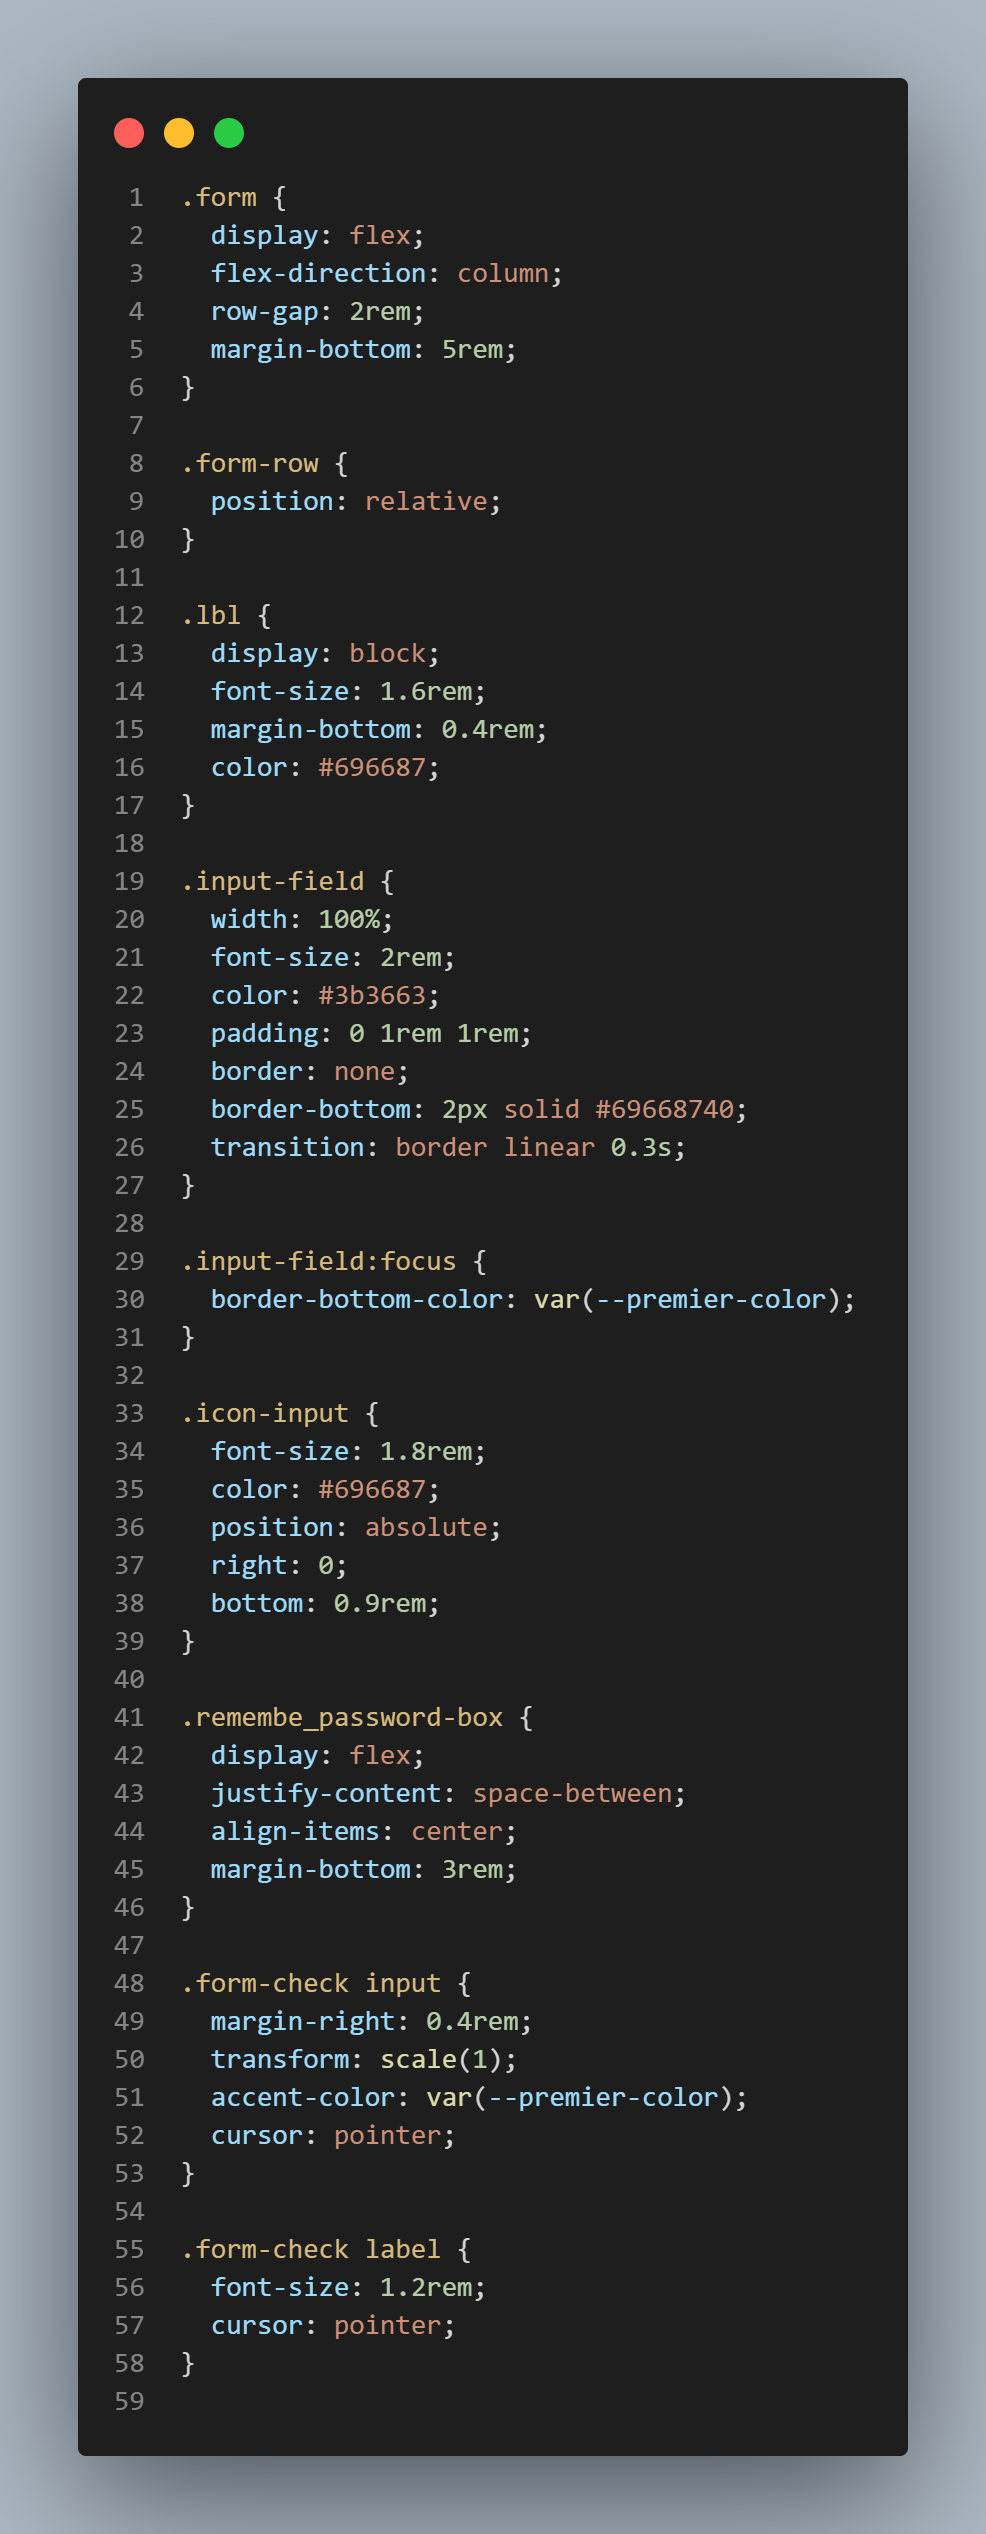 1 .form {
2   display: flex;
3   flex-direction: column;
4   row-gap: 2rem;
5   margin-bottom: 5rem;
6 }
7
8 .form-row {
9   position: relative;
10 }
11
12 .lbl {
13   display: block;
14   font-size: 1.6rem;
15   margin-bottom: 0.4rem;
16   color: #696687;
17 }
18
19 .input-field {
20   width: 100%;
21   font-size: 2rem;
22   color: #3b3663;
23   padding: 0 1rem 1rem;
24   border: none;
25   border-bottom: 2px solid #69668740;
26   transition: border linear 0.3s;
27 }
28
29 .input-field:focus {
30   border-bottom-color: var(--premier-color);
31 }
32
33 .icon-input {
34   font-size: 1.8rem;
35   color: #696687;
36   position: absolute;
37   right: 0;
38   bottom: 0.9rem;
39 }
40
41 .remembe_password-box {
42   display: flex;
43   justify-content: space-between;
44   align-items: center;
45   margin-bottom: 3rem;
46 }
47
48 .form-check input {
49   margin-right: 0.4rem;
50   transform: scale(1);
51   accent-color: var(--premier-color);
52   cursor: pointer;
53 }
54
55 .form-check label {
56   font-size: 1.2rem;
57   cursor: pointer;
58 }
59